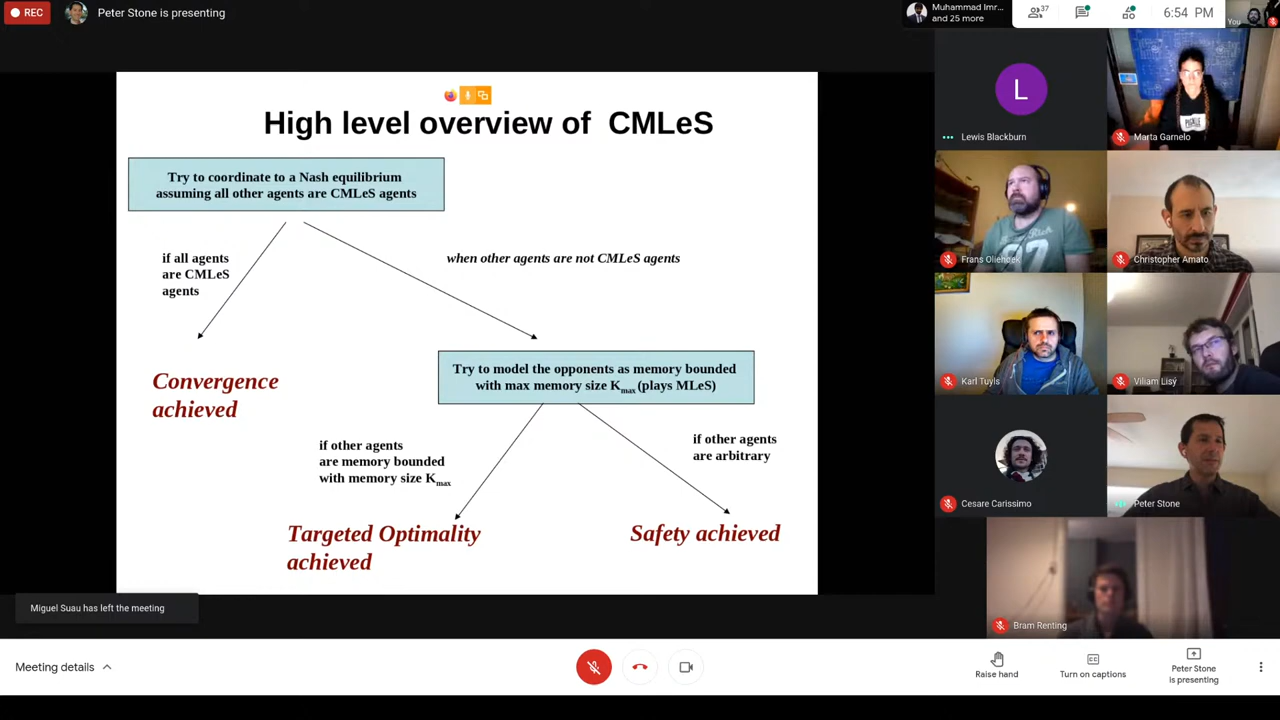 REC
Peter Stone is presenting
Muhammad Imr...
and 25 more
37
6:54 PM
You
High level overview of CMLeS
Try to coordinate to a Nash equilibrium
assuming all other agents are CMLeS agents
if all agents
are CMLeS
agents
when other agents are not CMLeS agents
Convergence
achieved
Try to model the opponents as memory bounded
with max memory size Kmax (plays MLeS)
if other agents
are memory bounded
with memory size Kmax
if other agents
are arbitrary
Targeted Optimality
achieved
Safety achieved
L
Lewis Blackburn
Marta Garnelo
Frans Oliehoek
Christopher Amato
Karl Tuyls
Viliam Lisý
Cesare Carissimo
Peter Stone
Bram Renting
Miguel Suau has left the meeting
Meeting details
Raise hand
CC
Turn on captions
Peter Stone
is presenting